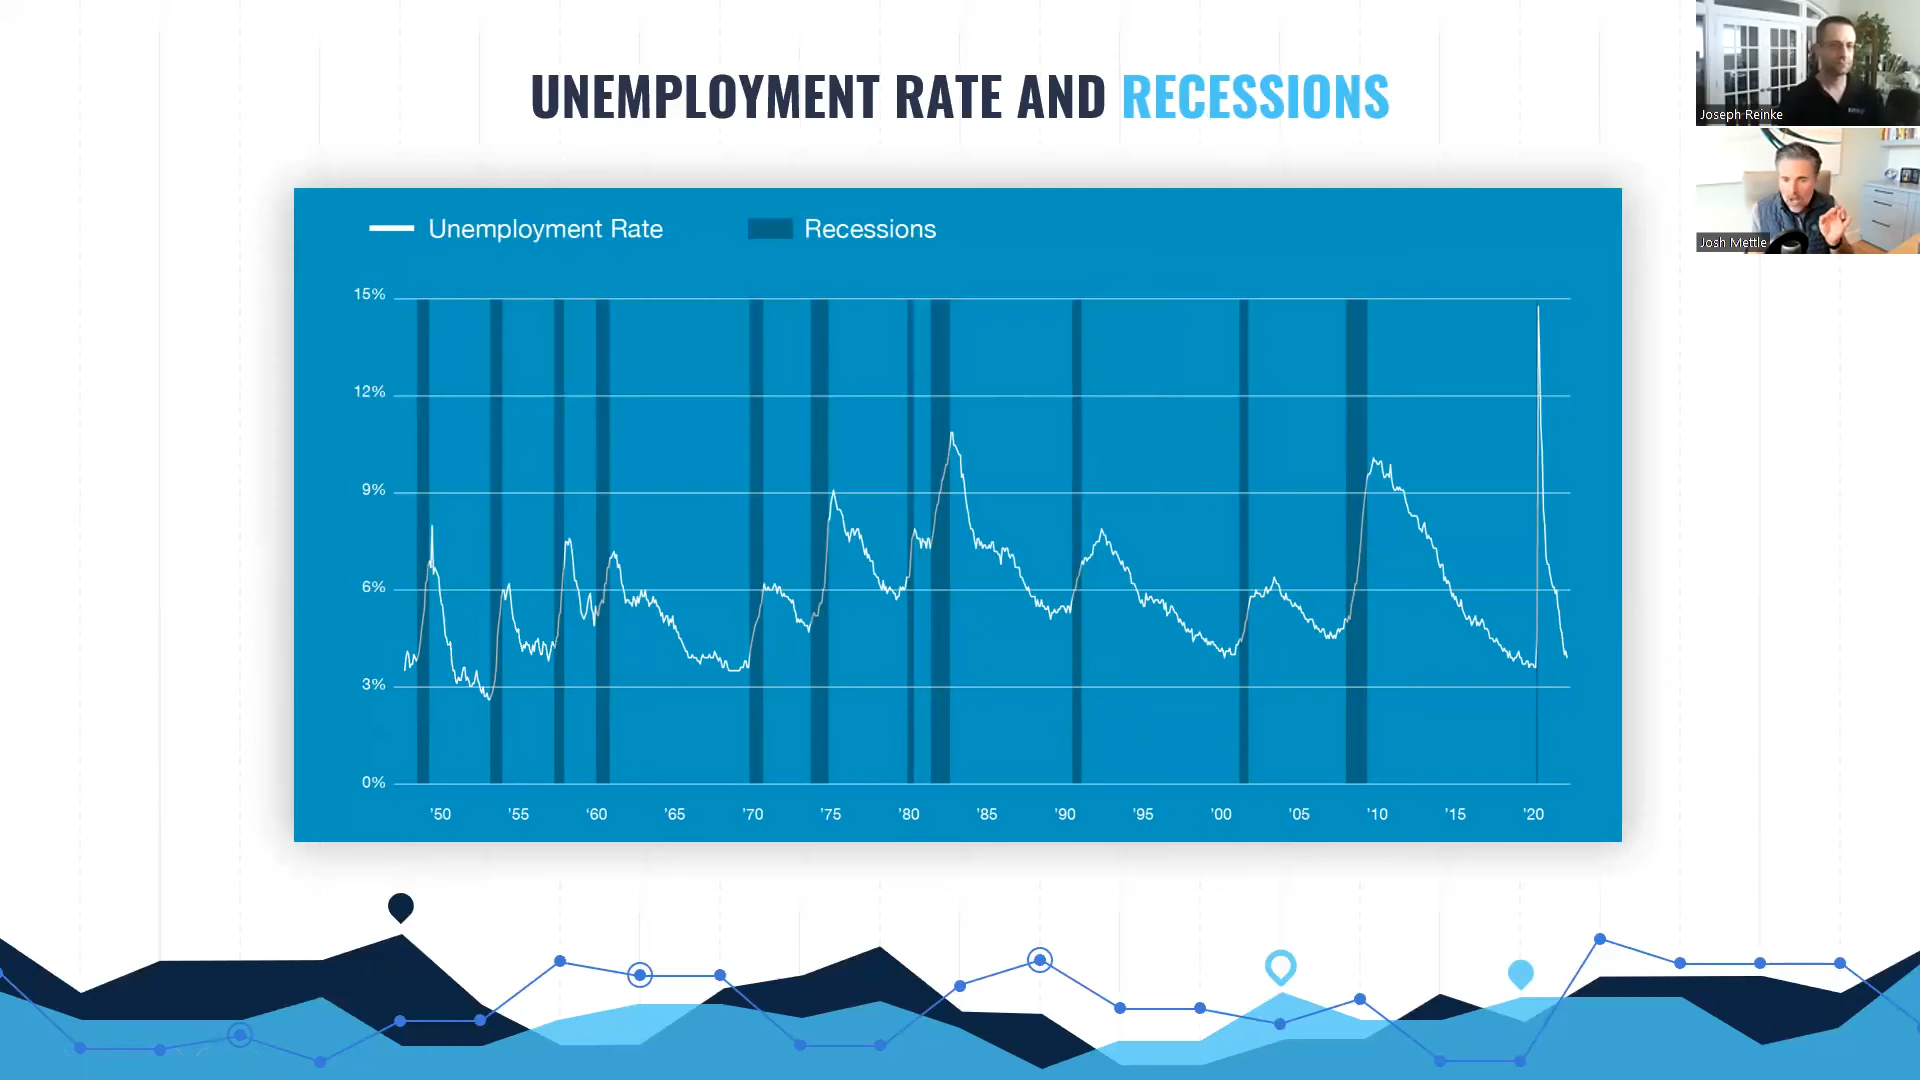 UNEMPLOYMENT RATE AND RECESSIONS
Joseph Reinke
Josh Mettle
Unemployment Rate
Recessions
15%
12%
9%
6%
3%
0%
’50 ’55 ‘60 ’65 ’70 ’75 ’80 ’85 ’90 ’95 ’00 ’05 ’10 ’15 ’20